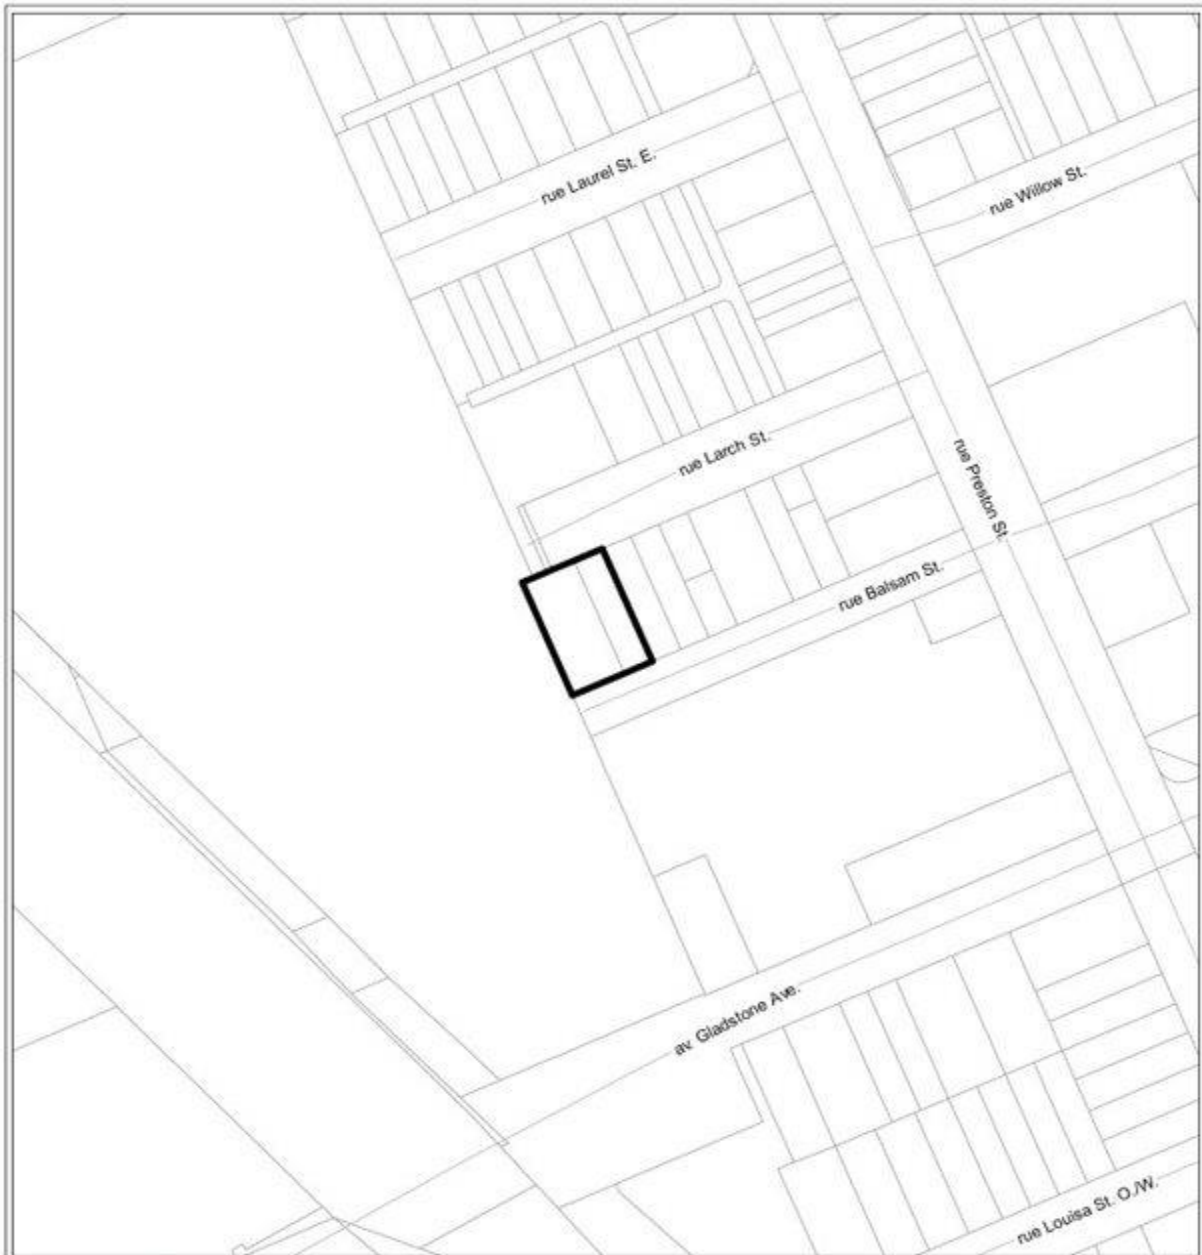 rue Laurel St. E.
rue Willow St.
rue Larch St.
rue Preston St.
rue Balsam St.
av. Gladstone Ave.
rue Louisa St. O./W.